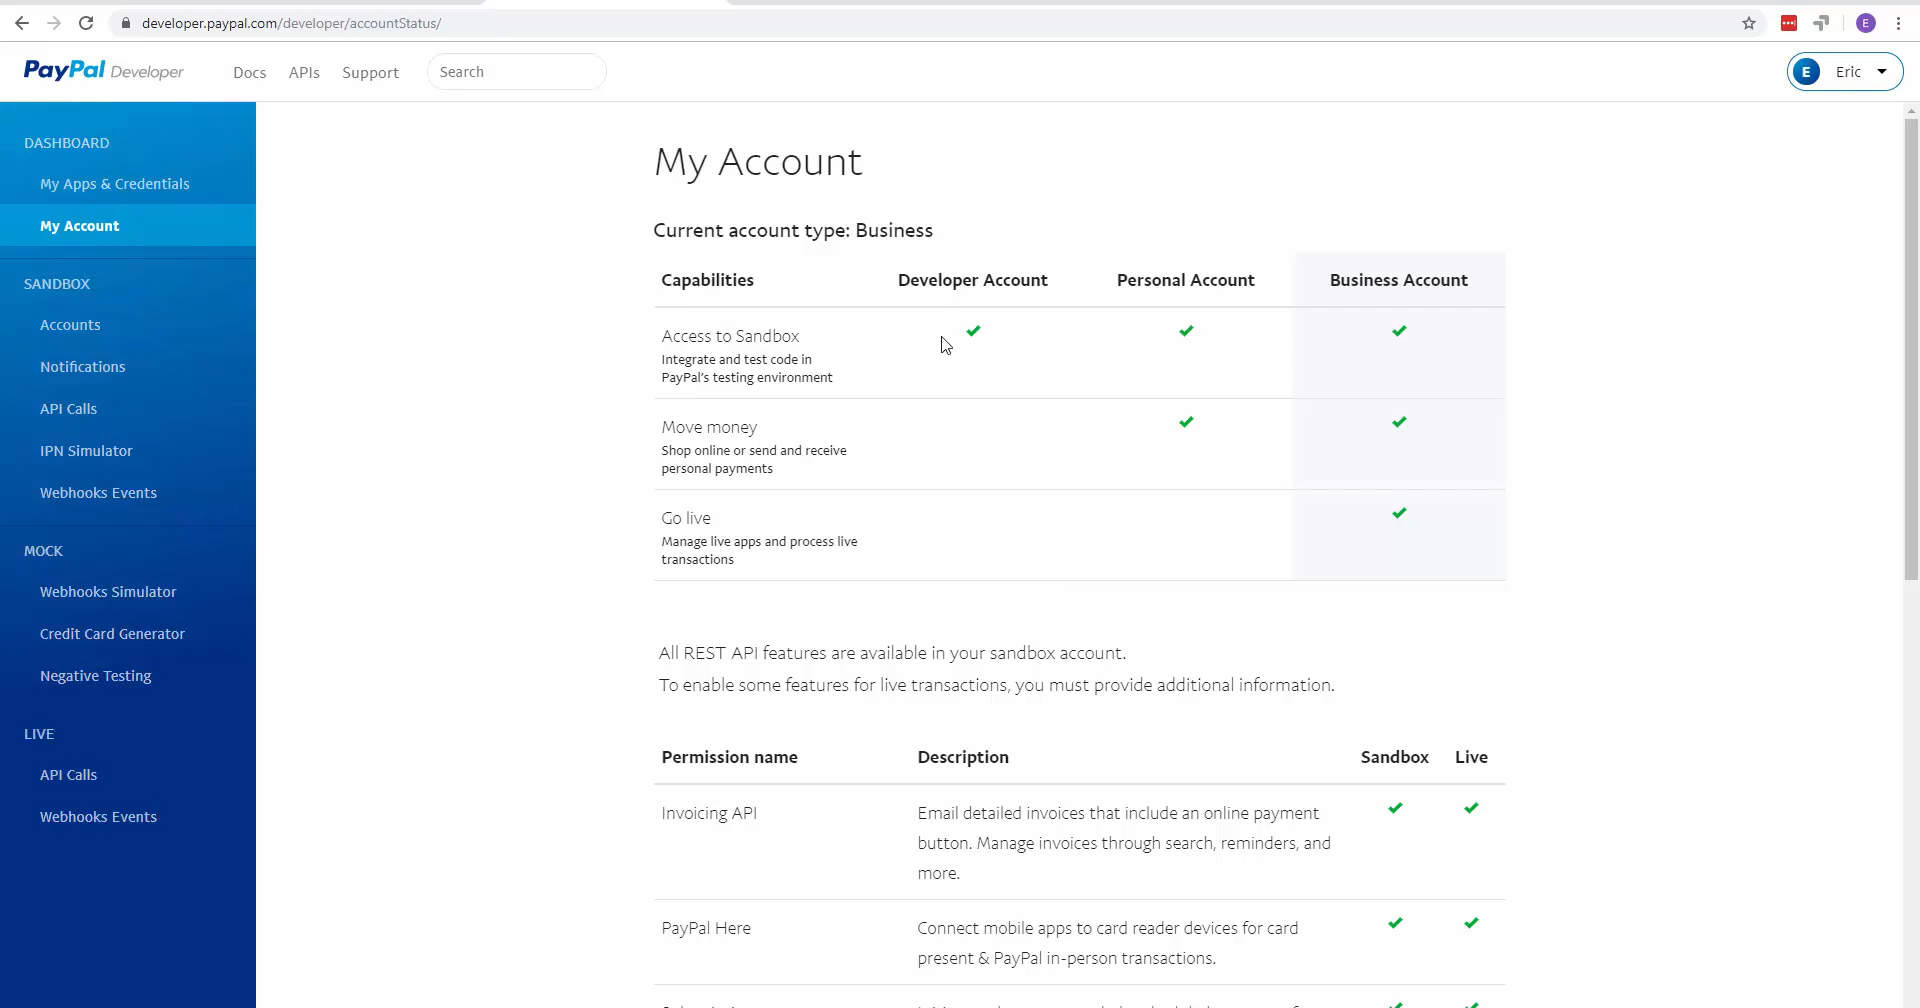 developer.paypal.com/developer/accountStatus/
E
PayPal Developer
Docs
APIs
Support
Search
E
Eric
DASHBOARD
My Apps & Credentials
My Account
SANDBOX
Accounts
Notifications
API Calls
IPN Simulator
Webhooks Events
MOCK
Webhooks Simulator
Credit Card Generator
Negative Testing
LIVE
API Calls
Webhooks Events
My Account
Current account type: Business
Capabilities Developer Account Personal Account Business Account
Access to Sandbox
Integrate and test code in
PayPal's testing environment
Move money
Shop online or send and receive
personal payments
Go live
Manage live apps and process live
transactions
All REST API features are available in your sandbox account.
To enable some features for live transactions, you must provide additional information.
Permission name Description Sandbox Live
Invoicing API
Email detailed invoices that include an online payment
button. Manage invoices through search, reminders, and
more.
PayPal Here
Connect mobile apps to card reader devices for card
present & PayPal in-person transactions.